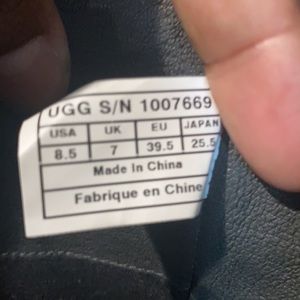 UGG S/N 1007669
USA UK EU JAPAN
8.5 7 39.5 25.5
Made In China
Fabrique en Chine